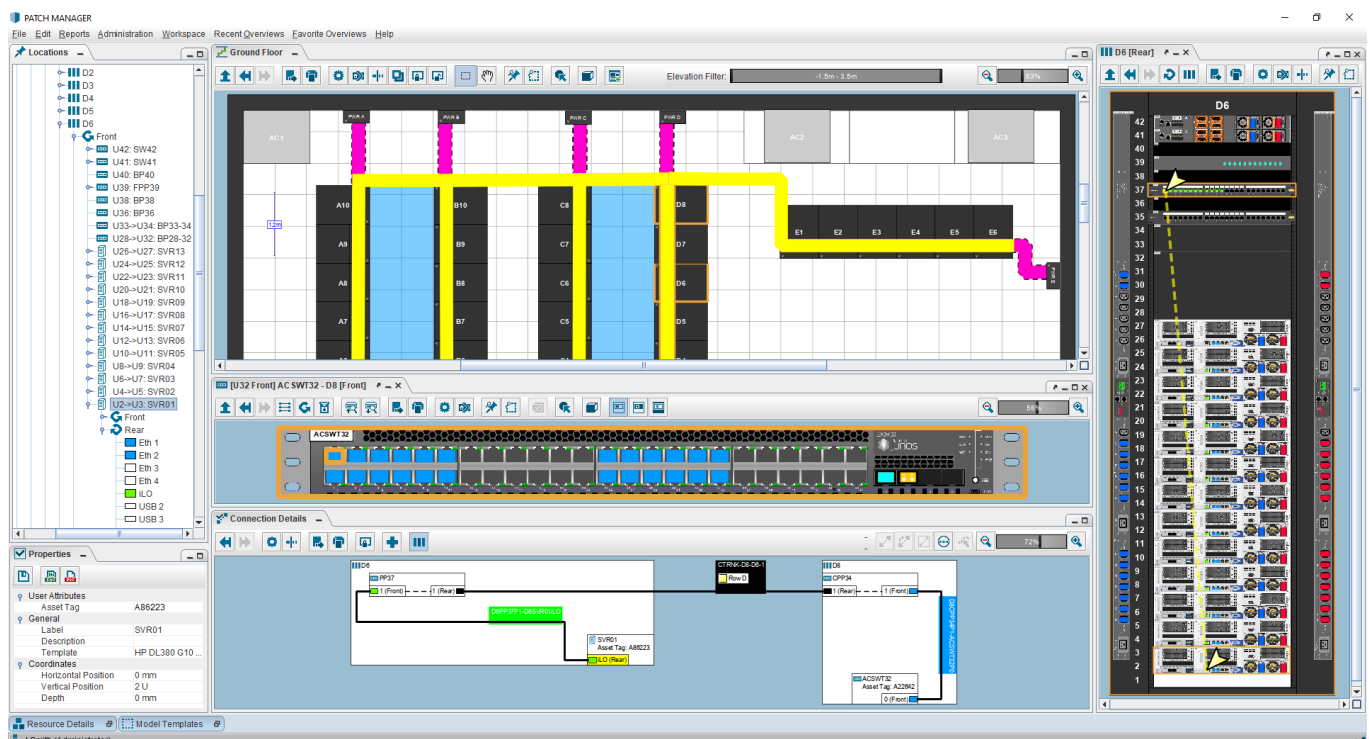 PATCH MANAGER
File Edit Reports Administration Workspace Recent Overviews Favorite Overviews Help
Locations
D2
D3
D4
D5
D6
Front
U42: SW42
U41: SW41
U40: BP40
U39: FPP39
U38: BP38
U36: BP36
U33->U34: BP33-34
U28->U32: BP28-32
U26->U27: SVR13
U24->U25: SVR12
U22->U23: SVR11
U20->U21: SVR10
U18->U19: SVR09
U16->U17: SVR08
U14->U15: SVR07
U12->U13: SVR06
U10->U11: SVR05
U8->U9: SVR04
U6->U7: SVR03
U4->U5: SVR02
U2->U3: SVR01
Front
Rear
Eth 1
Eth 2
Eth 3
Eth 4
iLO
USB 2
USB 3
Properties
User Attributes
Asset Tag A86223
General
Label SVR01
Description
Template HP DL380 G10 ...
Coordinates
Horizontal Position 0 mm
Vertical Position 2 U
Depth 0 mm
Resource Details
Model Templates
Ground Floor
Elevation Filter: -1.5m - 3.5m
63%
AC1
PWR A
PWR B
PWR C
PWR D
AC2
AC3
12m
A10
B10
C8
D8
A9
B9
C7
D7
A8
B8
C6
D6
A7
B7
C5
D5
E1 E2 E3 E4 E5 E6
PWR E
[U32 Front] AC SWT32 - D8 [Front]
56%
ACSWT32
Junos
Connection Details
72%
D6
PP37
1 (Front) 1 (Rear)
D6PP37P1-D6SVR01iLO
SVR01
Asset Tag: A86223
iLO (Rear)
CTRNK-D8-D6-1
Row D
D8
CPP34
1 (Rear) 1 (Front)
D8CPP34P1-ACSWT32P0
ACSWT32
Asset Tag: A22642
0 (Front)
D6 [Rear]
D6
42
41
40
39
38
37
36
35
34
33
32
31
30
29
28
27
26
25
24
23
22
21
20
19
18
17
16
15
14
13
12
11
10
9
8
7
6
5
4
3
2
1